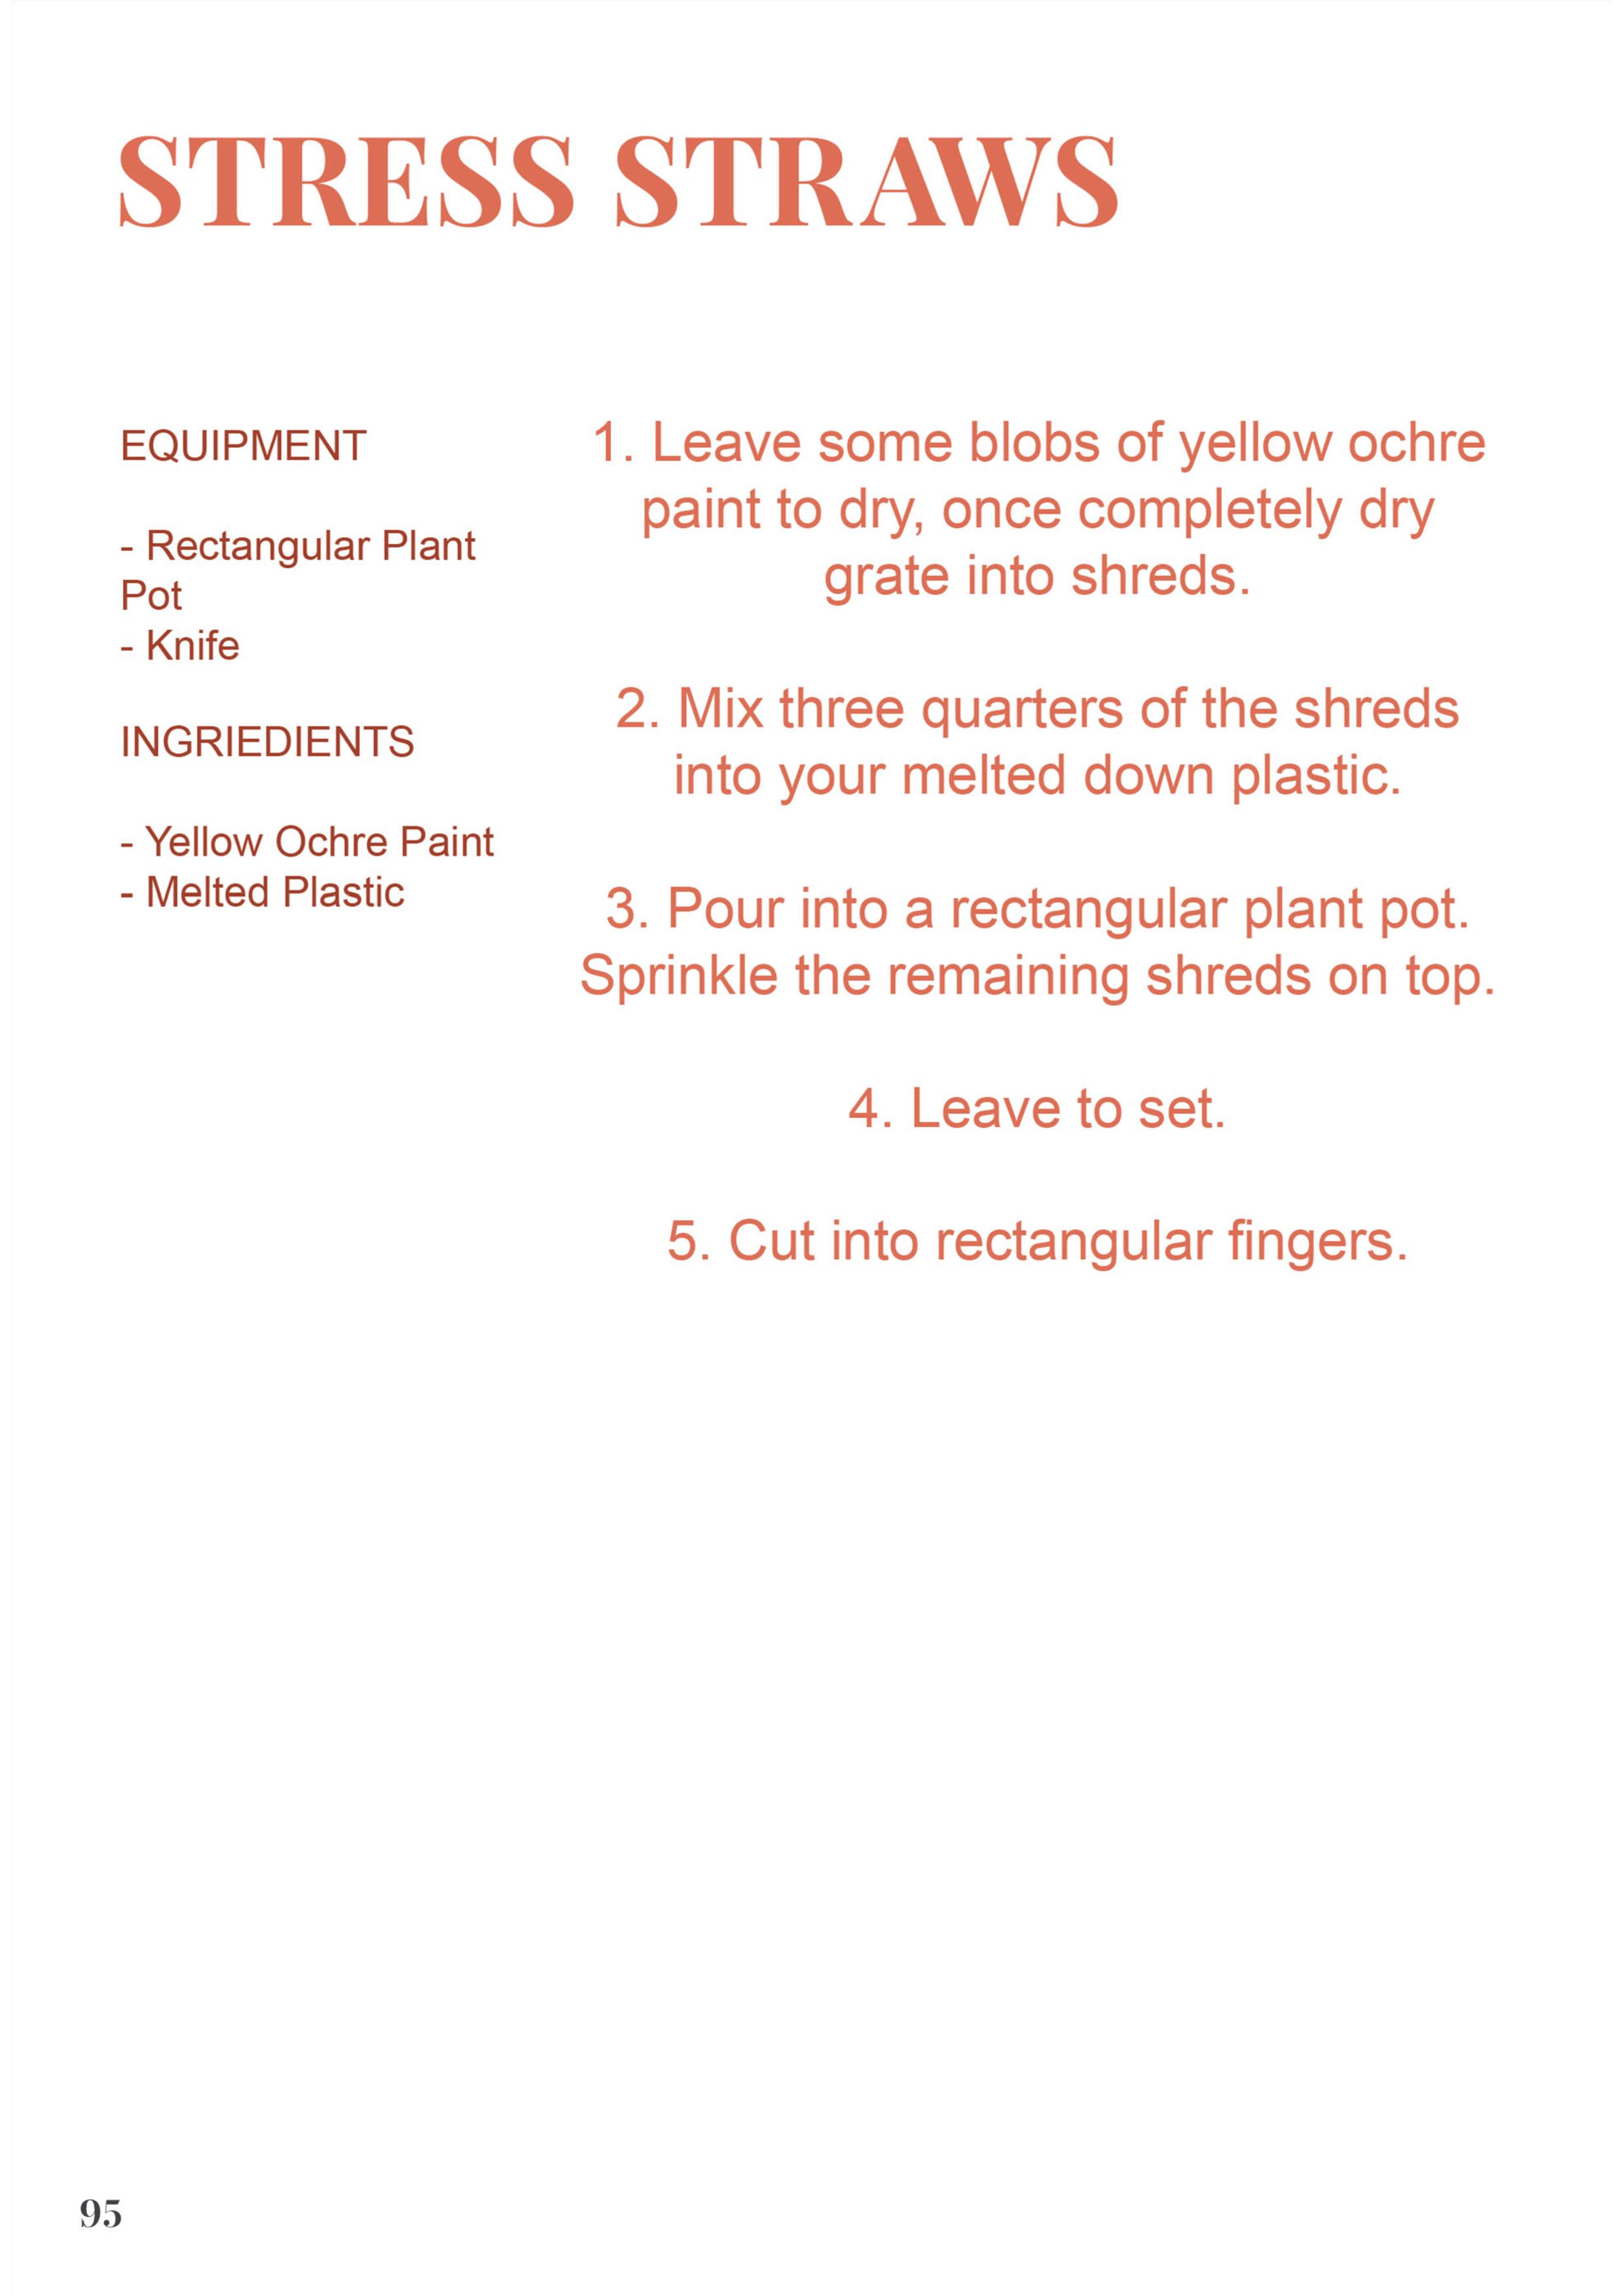 STRESS STRAWS
EQUIPMENT
- Rectangular Plant
Pot
- Knife
INGRIEDIENTS
- Yellow Ochre Paint
- Melted Plastic
1. Leave some blobs of yellow ochre
paint to dry, once completely dry
grate into shreds.
2. Mix three quarters of the shreds
into your melted down plastic.
3. Pour into a rectangular plant pot.
Sprinkle the remaining shreds on top.
4. Leave to set.
5. Cut into rectangular fingers.
95